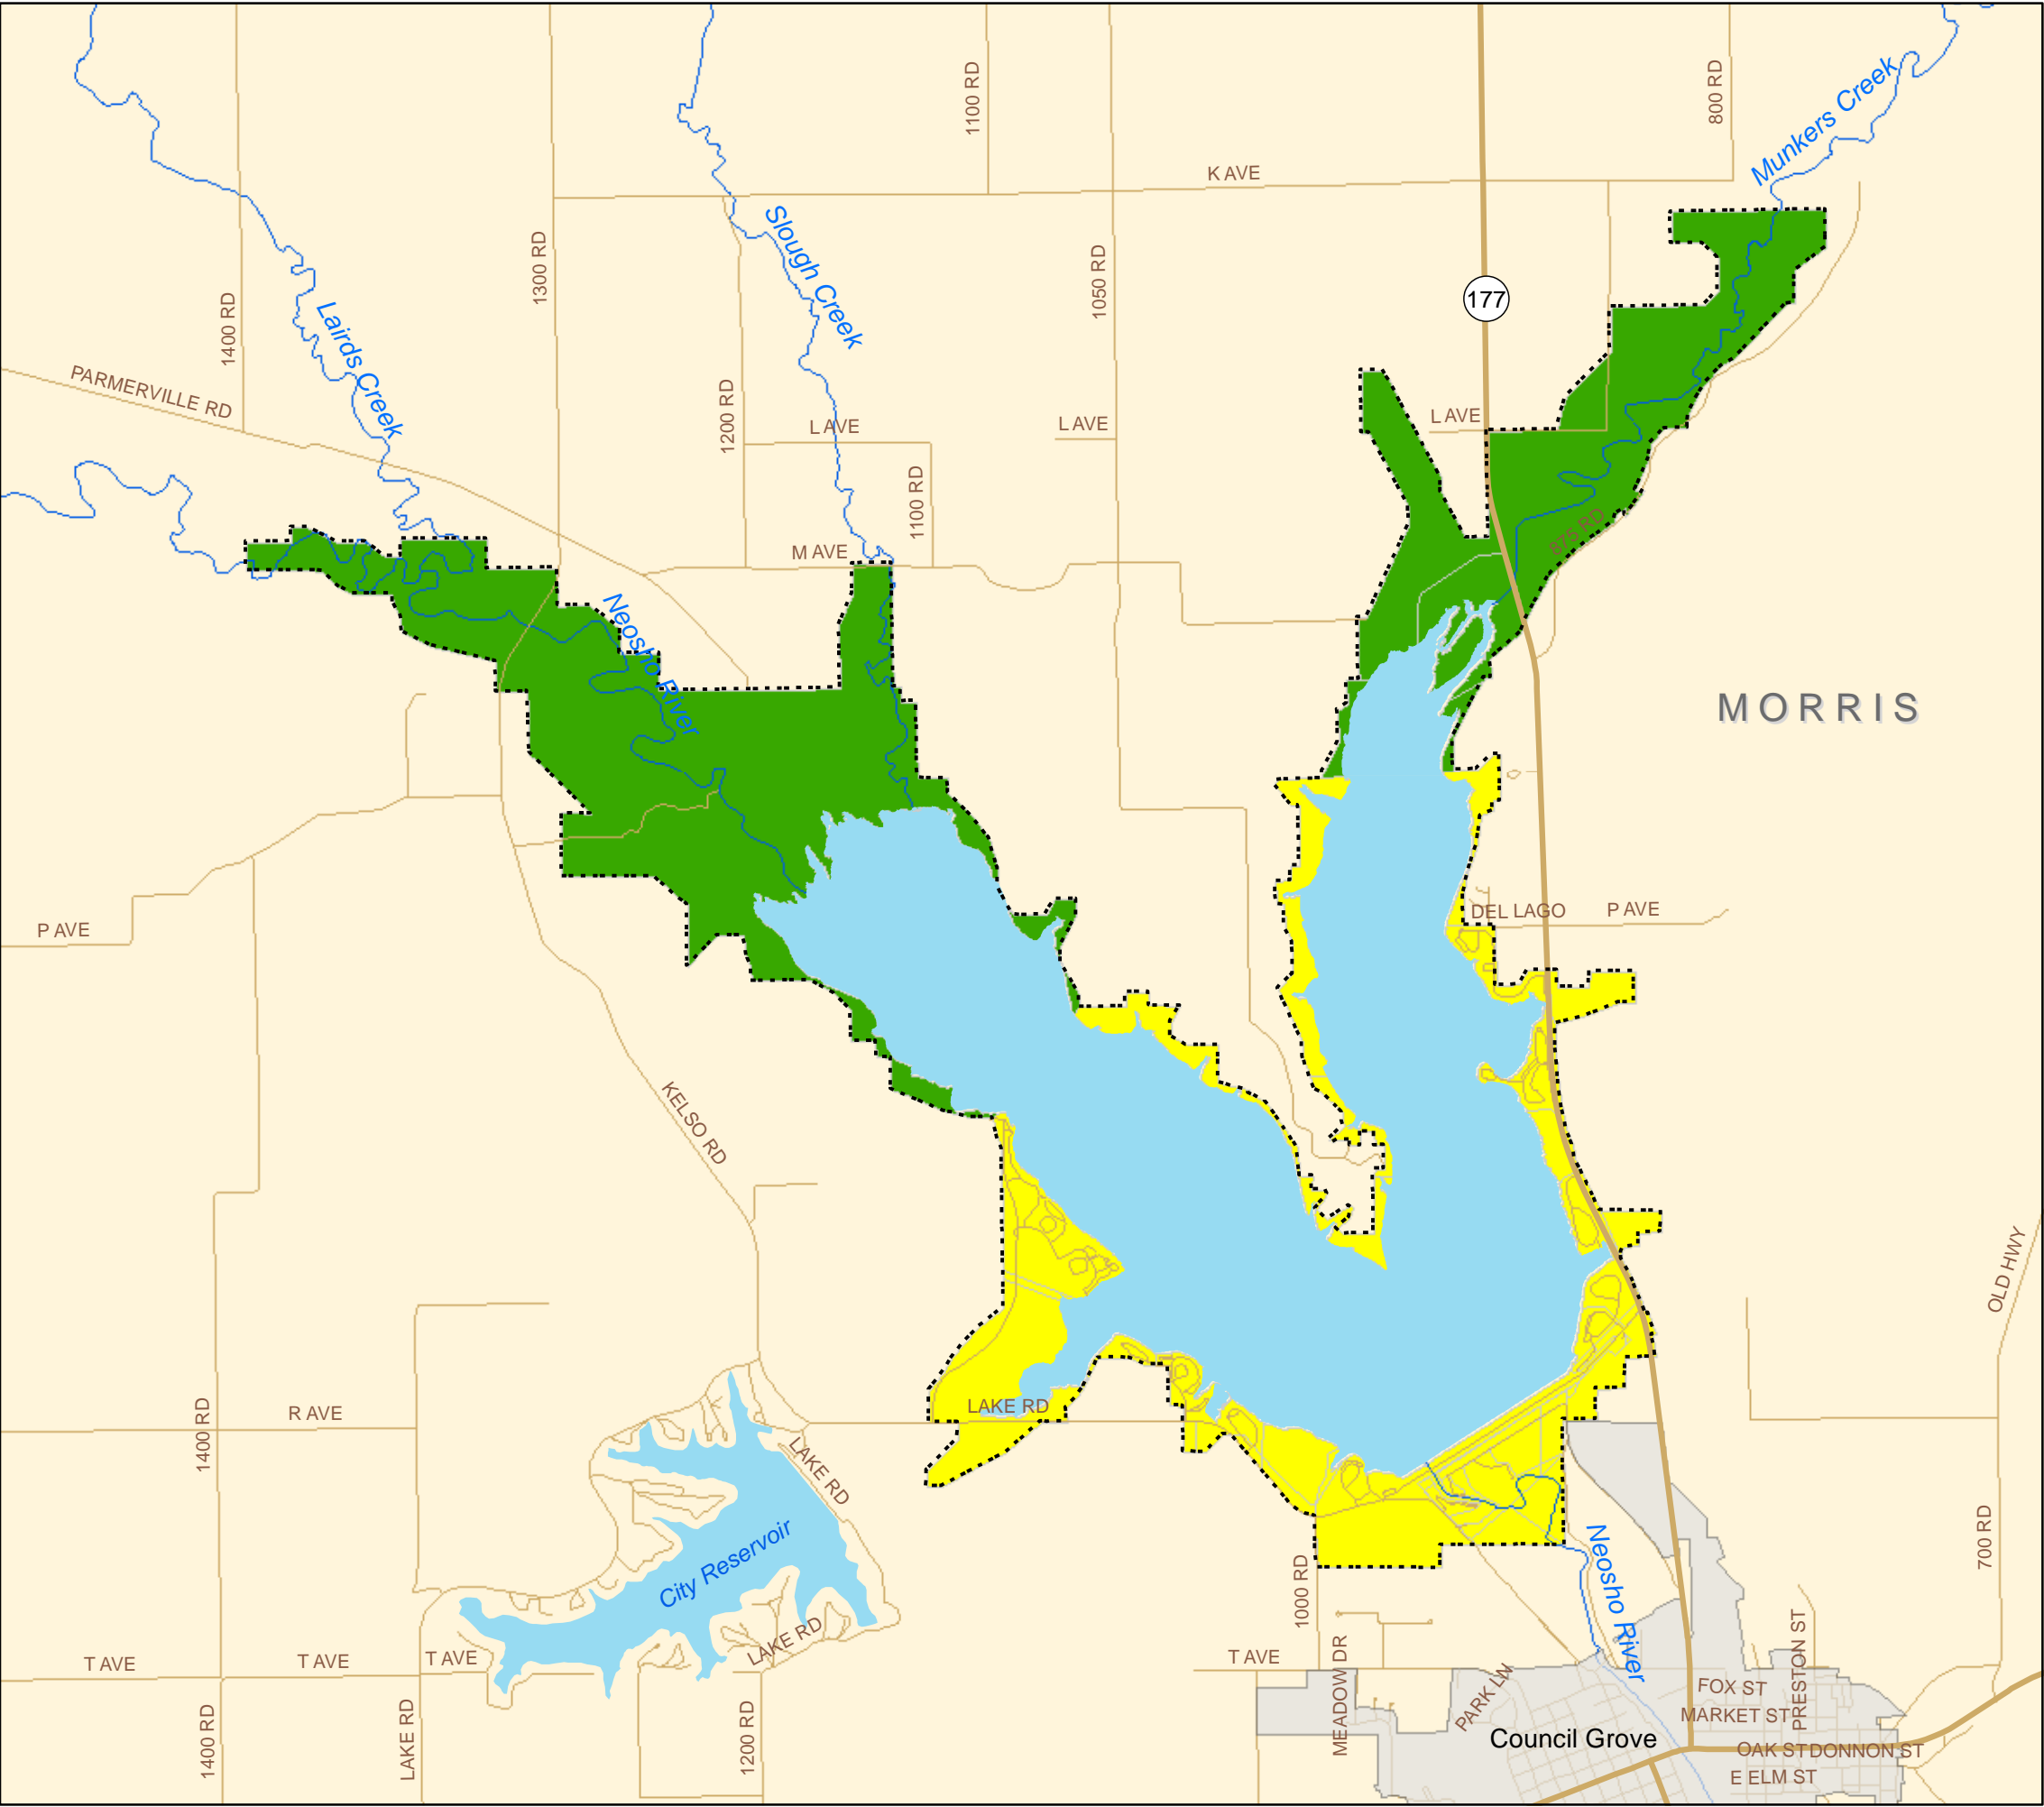 Munkers Creek
1100 RD
800 RD
K AVE
Slough Creek
1300 RD
1050 RD
1400 RD
177
Lairds Creek
PARMERVILLE RD
1200 RD
L AVE
L AVE
L AVE
1100 RD
875 RD
M AVE
Neosho River
MORRIS
DEL LAGO
P AVE
P AVE
KELSO RD
OLD HWY
LAKE RD
R AVE
1400 RD
LAKE RD
City Reservoir
Neosho River
700 RD
1000 RD
LAKE RD
T AVE
T AVE
T AVE
T AVE
MEADOW DR
PARK LN
FOX ST
PRESTON ST
MARKET ST
1400 RD
LAKE RD
1200 RD
Council Grove
OAK ST
DONNON ST
E ELM ST